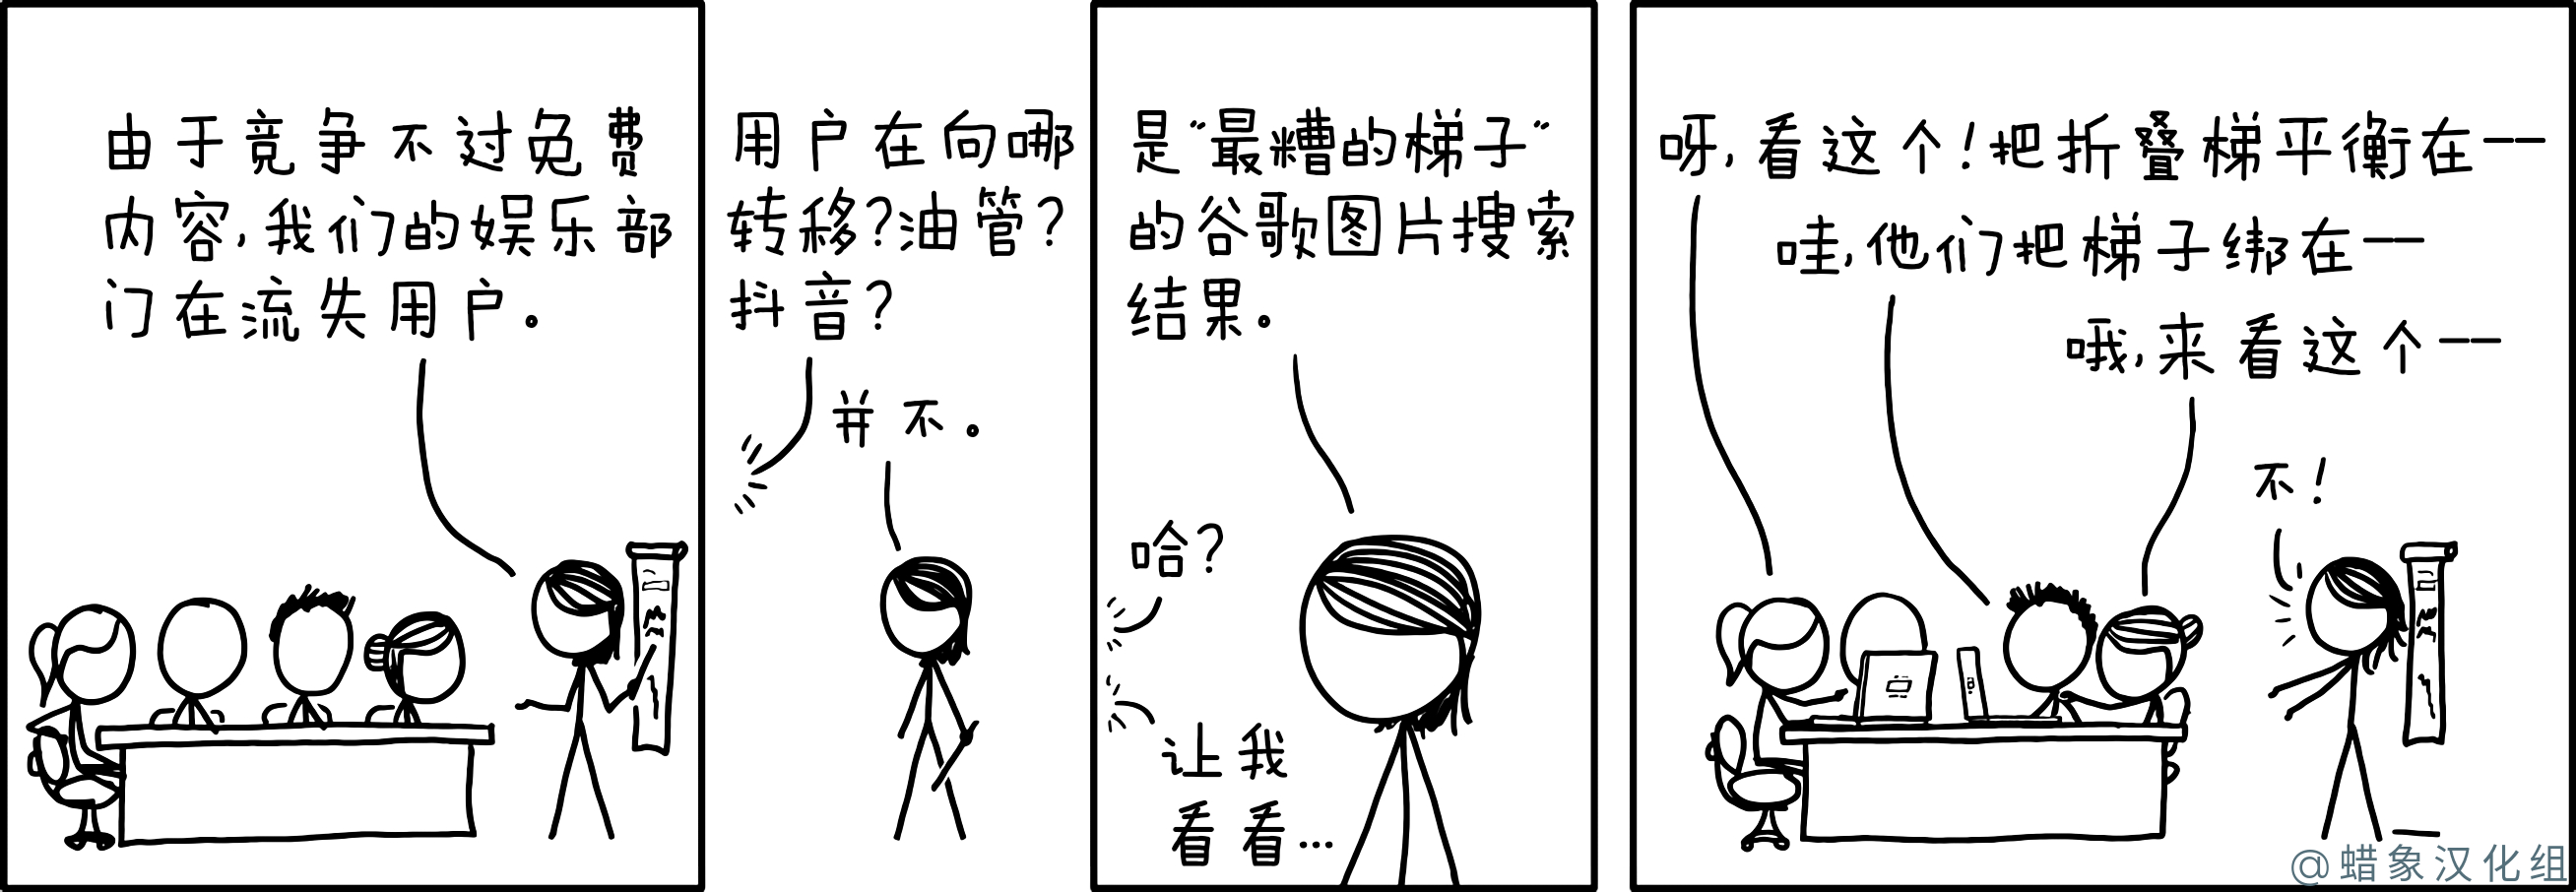 由于竞争不过免费
内容,我们的娱乐部
门在流失用户。
用户在向哪
转移?油管?
抖音?
并不。
是“最糟的梯子”
的谷歌图片搜索
结果。
哈?
让我
看看…
呀,看这个!把折叠梯平衡在--
哇,他们把梯子绑在--
哦,来看这个--
不!
@蜡象汉化组